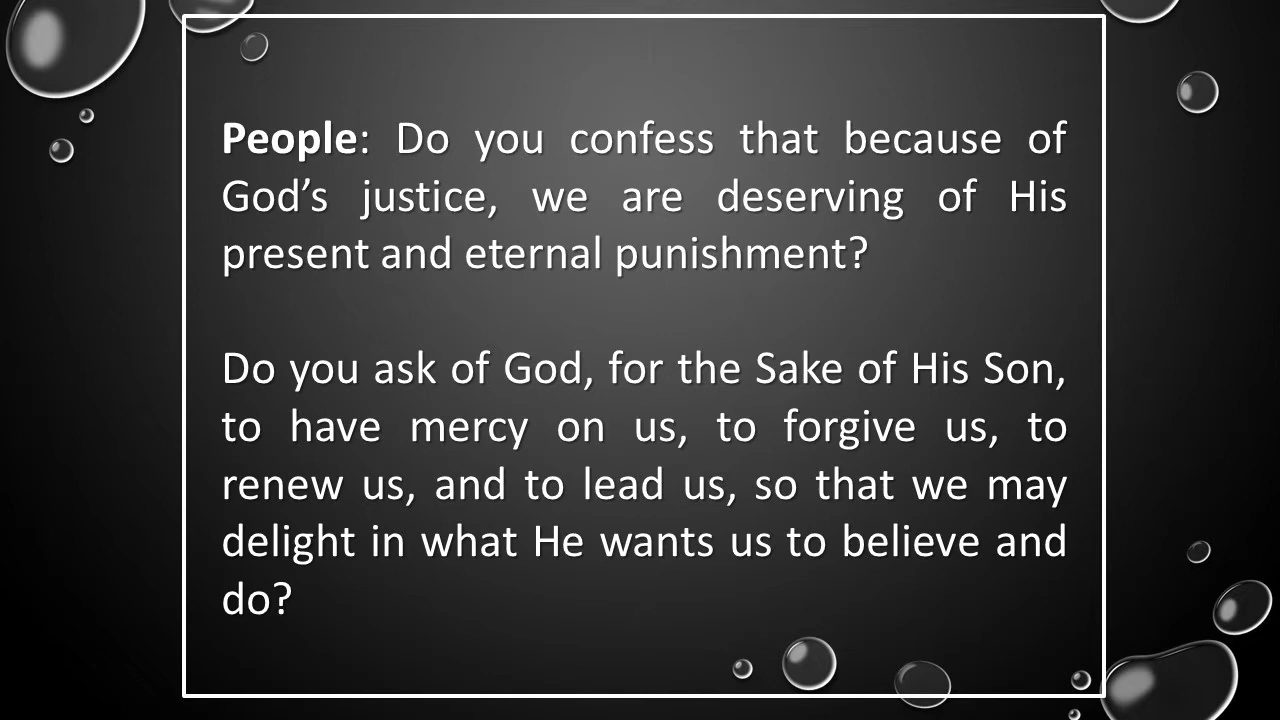 People: Do you confess that because of
God’s justice, we are deserving of His
present and eternal punishment?
Do you ask of God, for the Sake of His Son,
to have mercy on us, to forgive us, to
renew us, and to lead us, so that we may
delight in what He wants us to believe and
do?